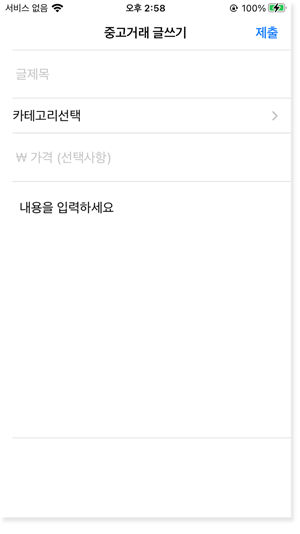 서비스 없음 오후 2:58 100%
중고거래 글쓰기 제출
글제목
카테고리선택
₩ 가격 (선택사항)
내용을 입력하세요